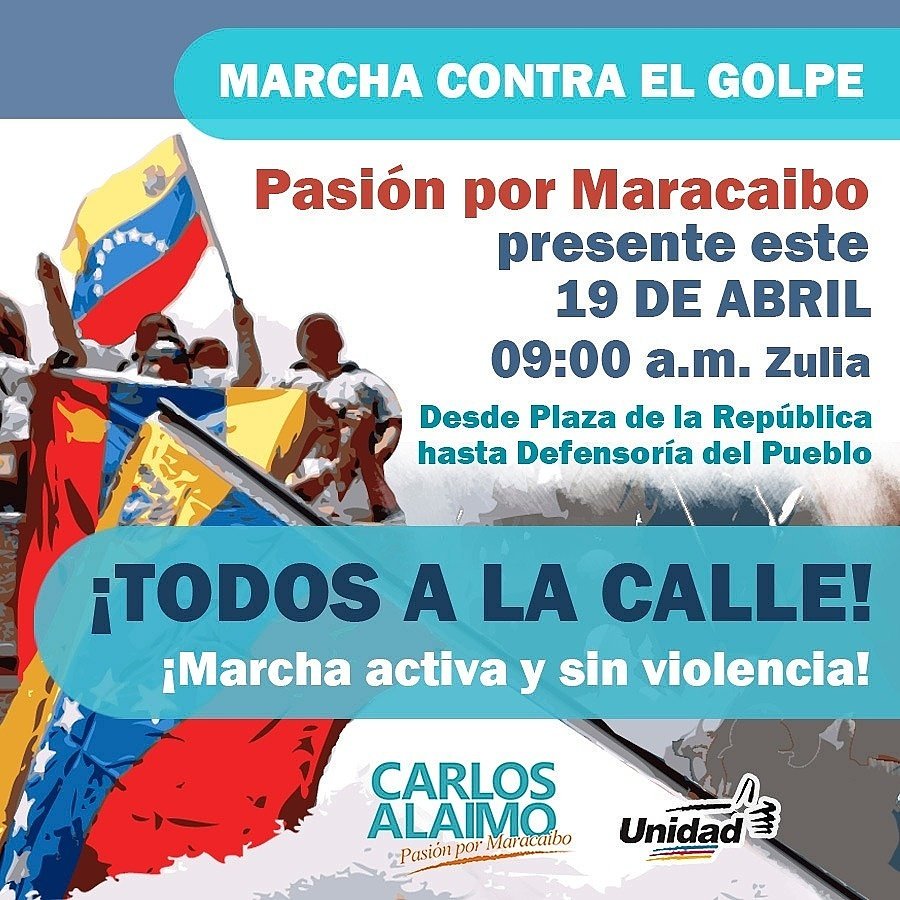 MARCHA CONTRA EL GOLPE
Pasión por Maracaibo
presente este
19 DE ABRIL
09:00 a.m. Zulia
Desde Plaza de la República
hasta Defensoría del Pueblo
¡TODOS A LA CALLE!
¡Marcha activa y sin violencia!
CARLOS
ALAIMO
Pasión por Maracaibo
Unidad